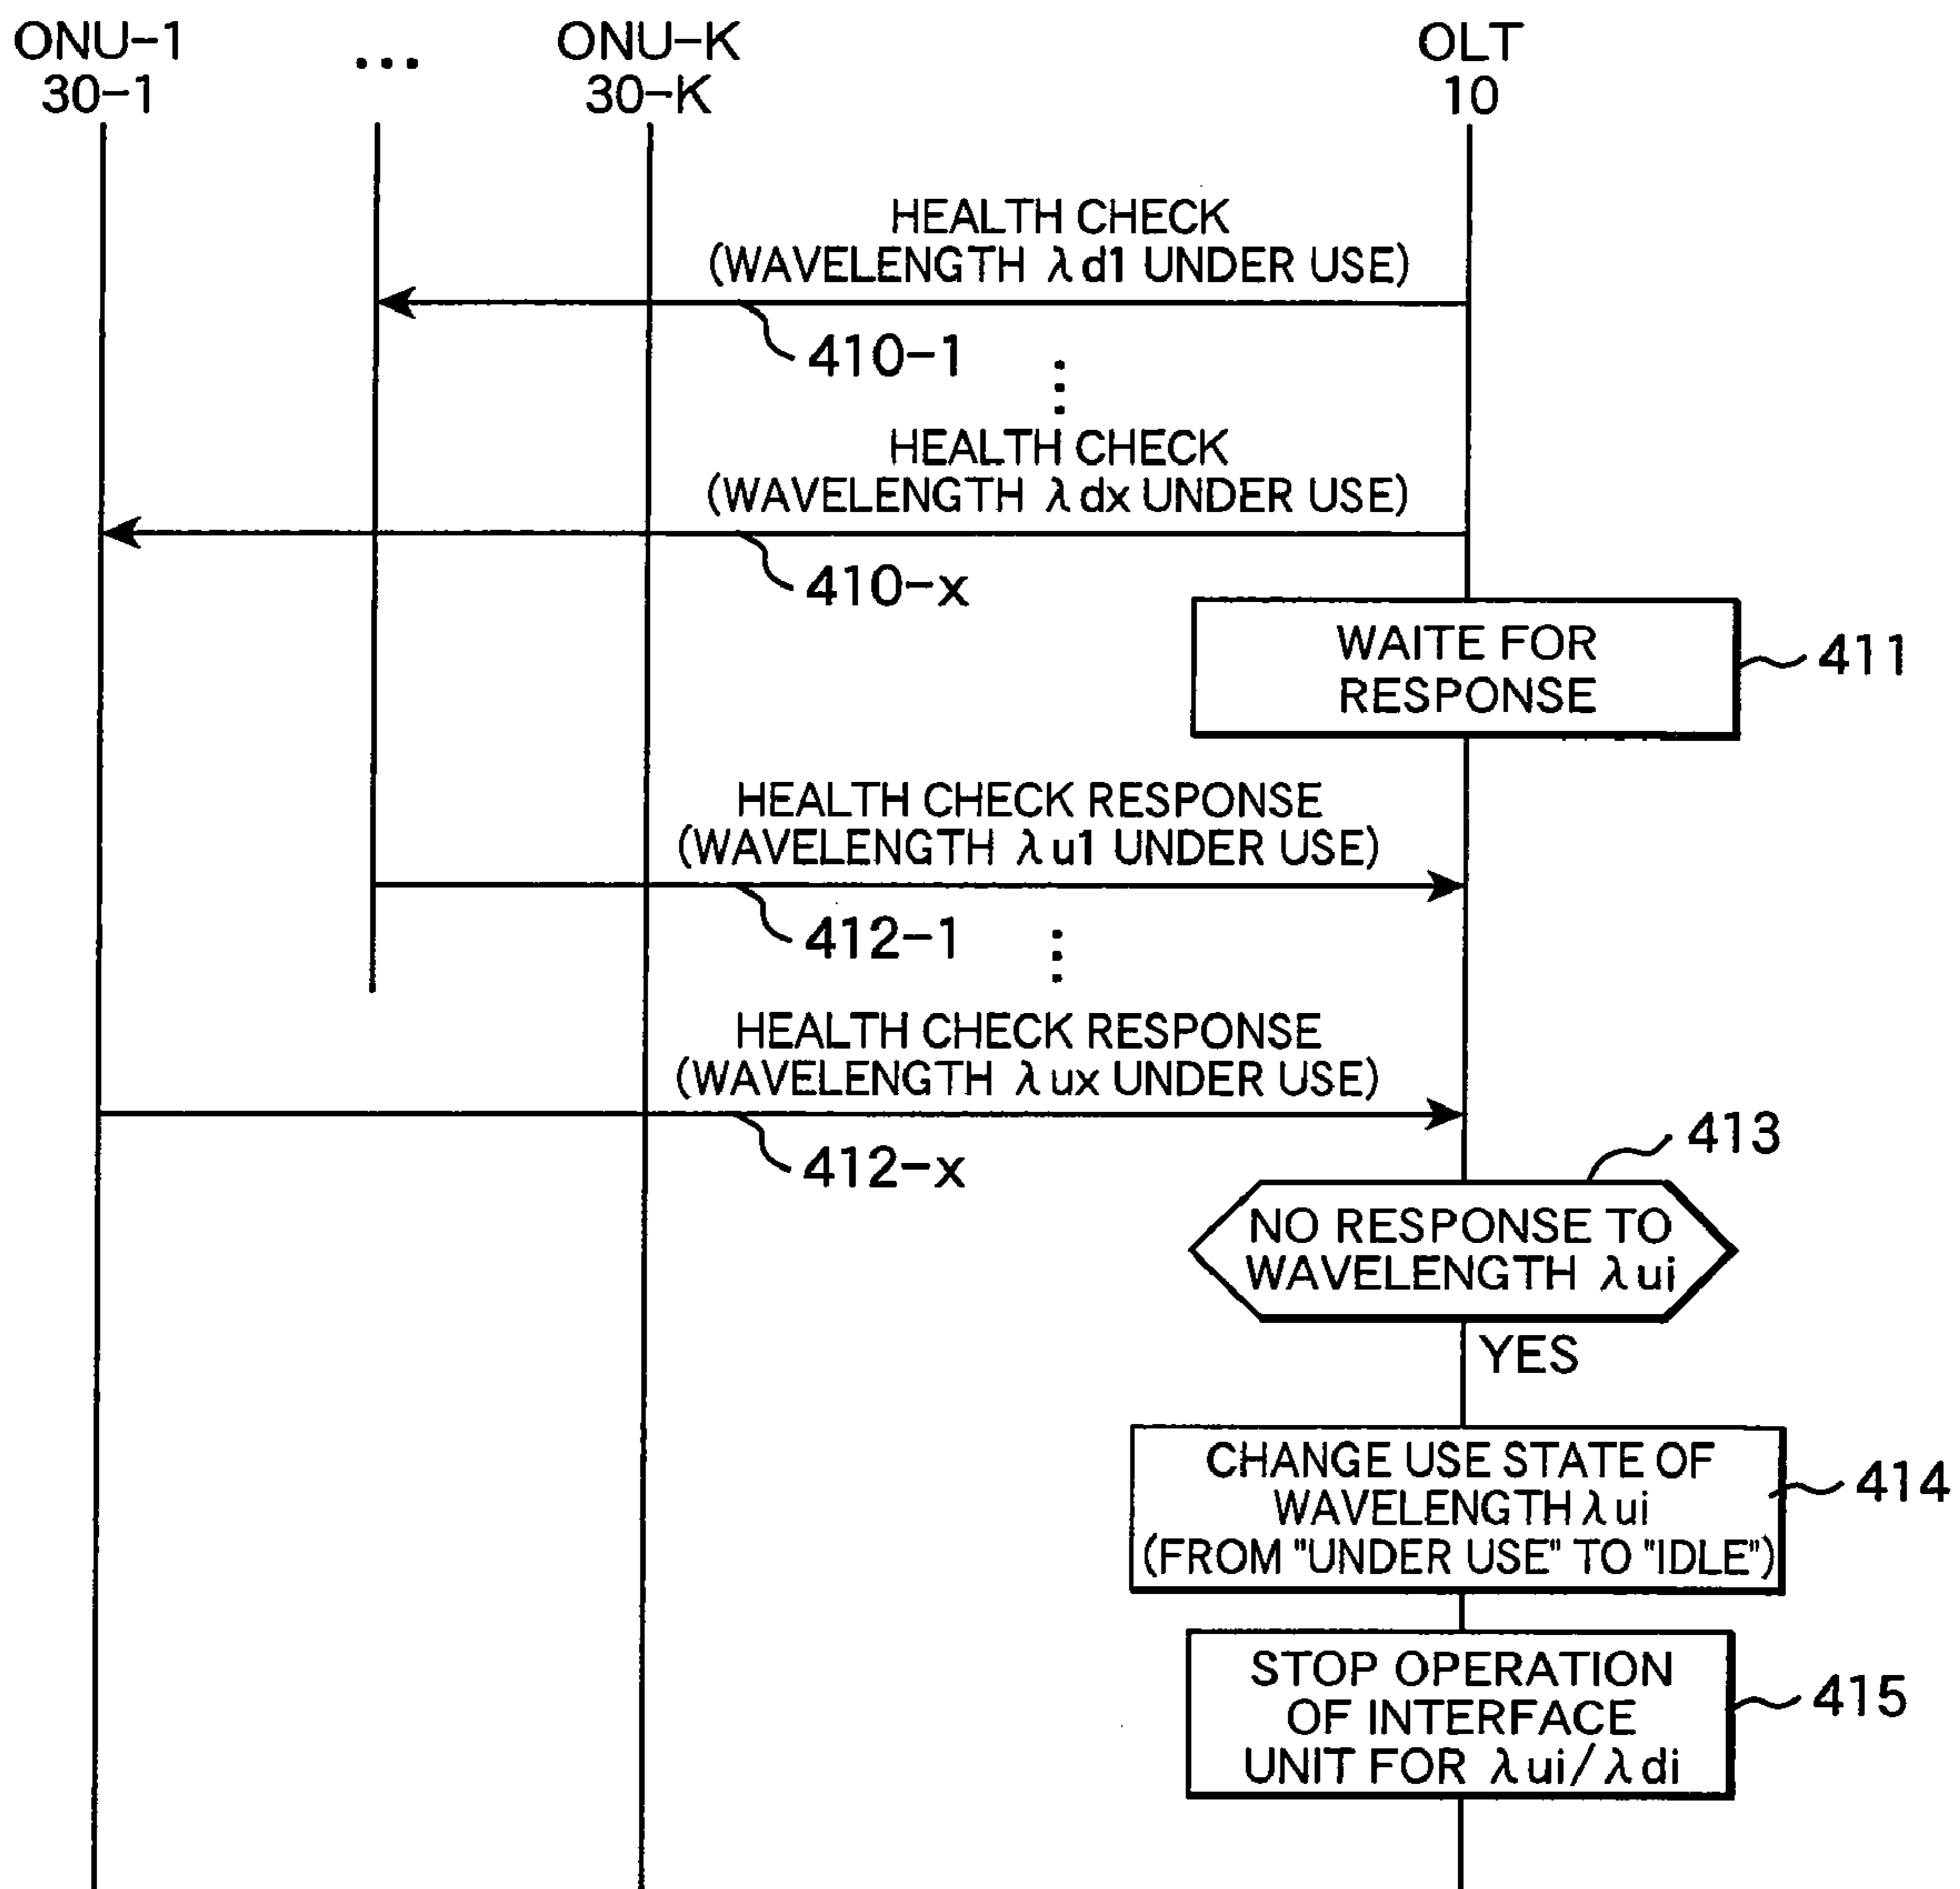 ONU-1
30-1
...
ONU-K
30-K
OLT
10
HEALTH CHECK
(WAVELENGTH λd1 UNDER USE)
410-1
HEALTH CHECK
(WAVELENGTH λdx UNDER USE)
410-x
WAITE FOR
RESPONSE
411
HEALTH CHECK RESPONSE
(WAVELENGTH λu1 UNDER USE)
412-1
HEALTH CHECK RESPONSE
(WAVELENGTH λux UNDER USE)
412-x
413
NO RESPONSE TO
WAVELENGTH λui
YES
CHANGE USE STATE OF
WAVELENGTH λui
(FROM "UNDER USE" TO "IDLE")
414
STOP OPERATION
OF INTERFACE
UNIT FOR λui/λdi
415